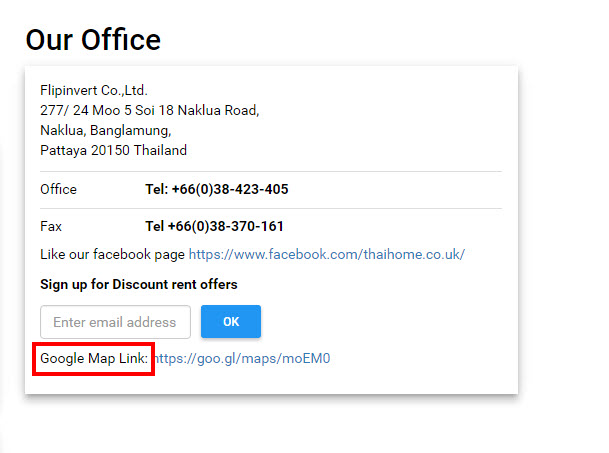 Our Office
Flipinvert Co.,Ltd.
277/ 24 Moo 5 Soi 18 Naklua Road,
Naklua, Banglamung,
Pattaya 20150 Thailand
Office Tel: +66(0)38-423-405
Fax Tel +66(0)38-370-161
Like our facebook page https://www.facebook.com/thaihome.co.uk/
Sign up for Discount rent offers
Enter email address OK
Google Map Link: https://goo.gl/maps/moEM0